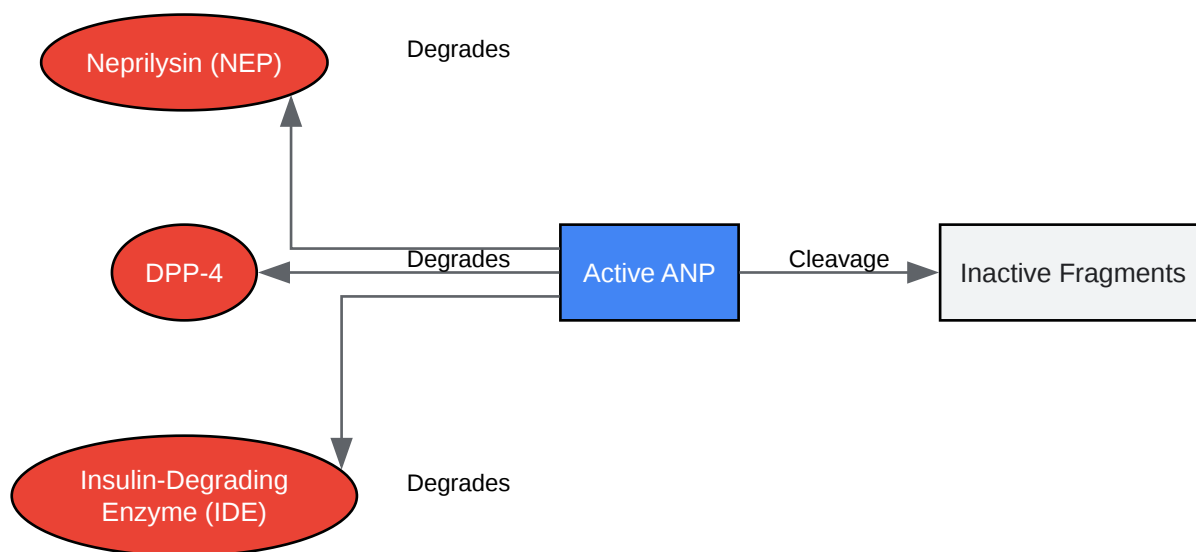 Neprilysin (NEP)
Degrades
DPP-4
Degrades
Active ANP
Cleavage
Inactive Fragments
Insulin-Degrading
Enzyme (IDE)
Degrades